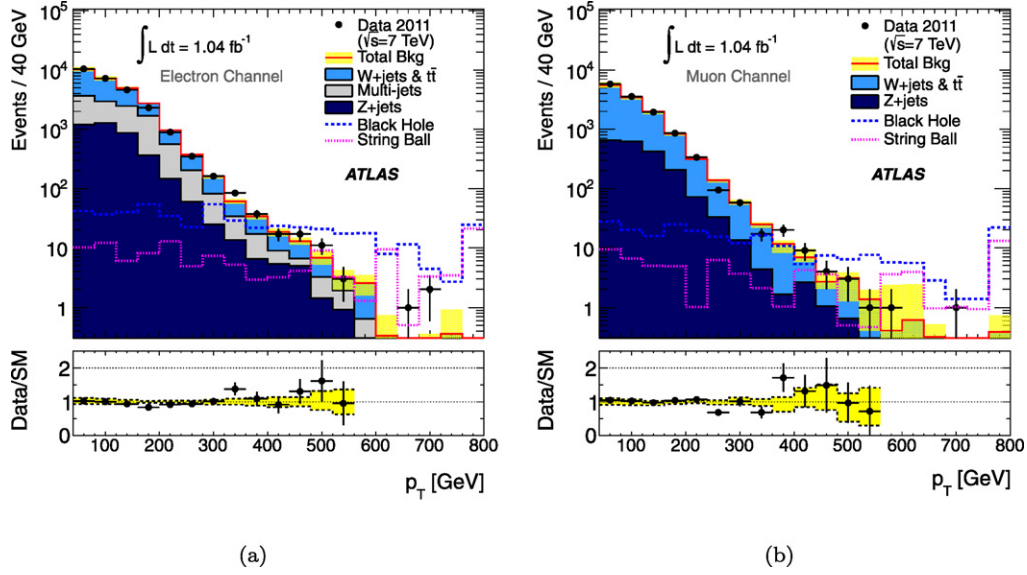 Events / 40 GeV
10^5
10^4
10^3
10^2
10
1
∫ L dt = 1.04 fb^-1
Electron Channel
Data 2011
(√s=7 TeV)
Total Bkg
W+jets & tt̄
Multi-jets
Z+jets
Black Hole
String Ball
ATLAS
Data/SM
2
1
0
100 200 300 400 500 600 700 800
p_T [GeV]
(a)
Events / 40 GeV
10^5
10^4
10^3
10^2
10
1
∫ L dt = 1.04 fb^-1
Muon Channel
Data 2011
(√s=7 TeV)
Total Bkg
W+jets & tt̄
Z+jets
Black Hole
String Ball
ATLAS
Data/SM
2
1
0
100 200 300 400 500 600 700 800
p_T [GeV]
(b)